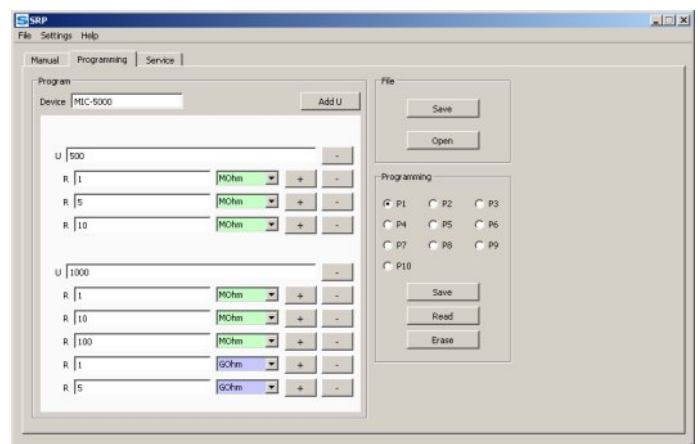 SRP
File Settings Help
Manual Programming Service
Program
Device MIC-5000 Add U
U 500 -
R 1 MOhm + -
R 5 MOhm + -
R 10 MOhm + -
U 1000 -
R 1 MOhm + -
R 10 MOhm + -
R 100 MOhm + -
R 1 GOhm + -
R 5 GOhm + -
File
Save
Open
Programming
P1 P2 P3
P4 P5 P6
P7 P8 P9
P10
Save
Read
Erase